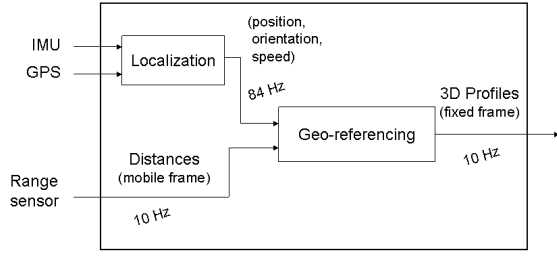 IMU
GPS
Localization
(position,
orientation,
speed)
84 Hz
Geo-referencing
3D Profiles
(fixed frame)
10 Hz
Distances
(mobile frame)
Range
sensor
10 Hz